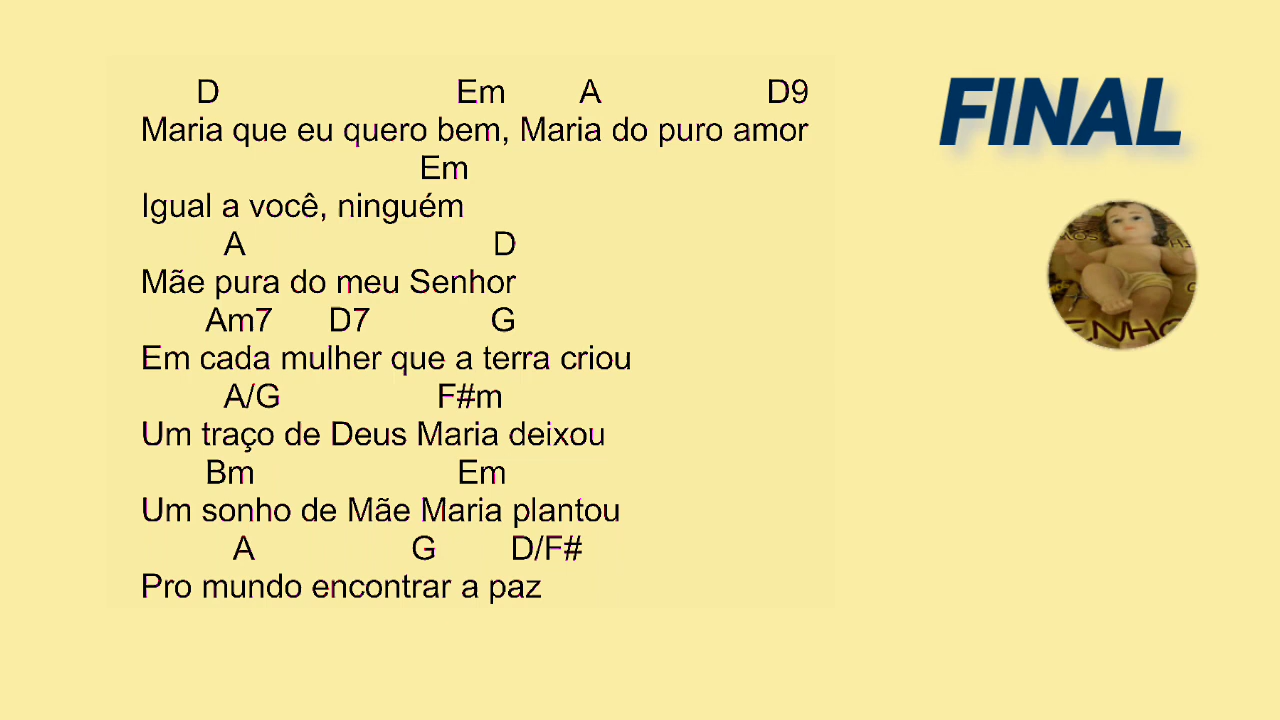 D Em A D9
Maria que eu quero bem, Maria do puro amor
Em
Igual a você, ninguém
A D
Mãe pura do meu Senhor
Am7 D7 G
Em cada mulher que a terra criou
A/G F#m
Um traço de Deus Maria deixou
Bm Em
Um sonho de Mãe Maria plantou
A G D/F#
Pro mundo encontrar a paz
FINAL